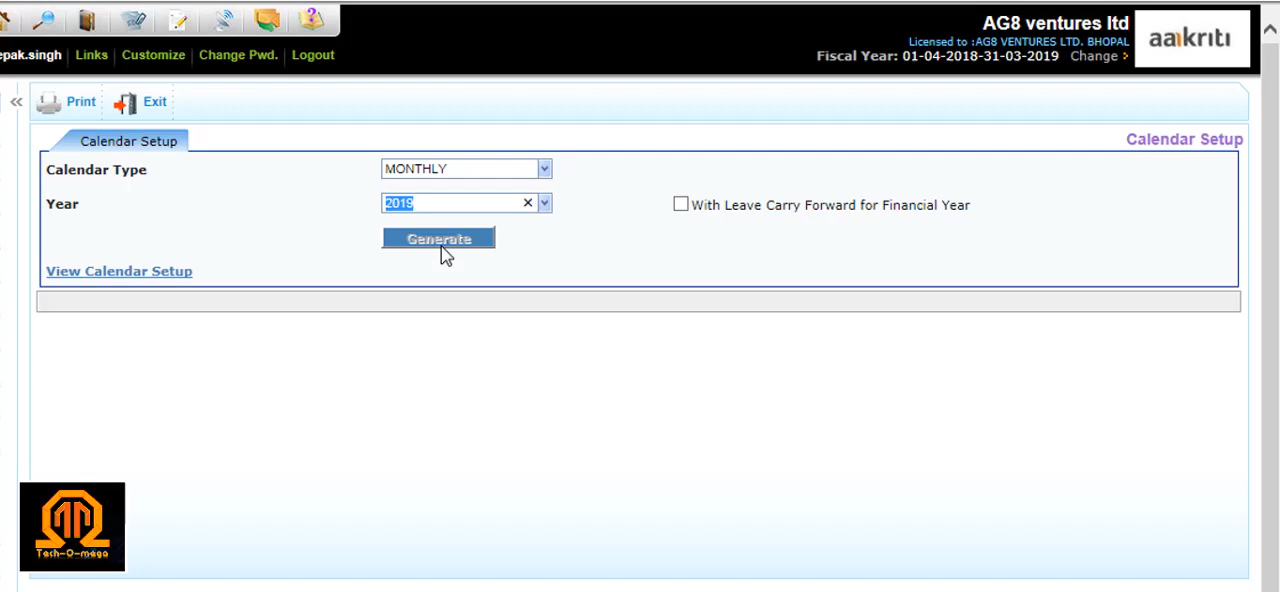 AG8 ventures ltd
Licensed to :AG8 VENTURES LTD. BHOPAL
Fiscal Year: 01-04-2018-31-03-2019 Change
aakriti
epak.singh Links Customize Change Pwd. Logout
Print Exit
Calendar Setup
Calendar Setup
Calendar Type MONTHLY
Year 2019 With Leave Carry Forward for Financial Year
Generate
View Calendar Setup
Tech-O-mega